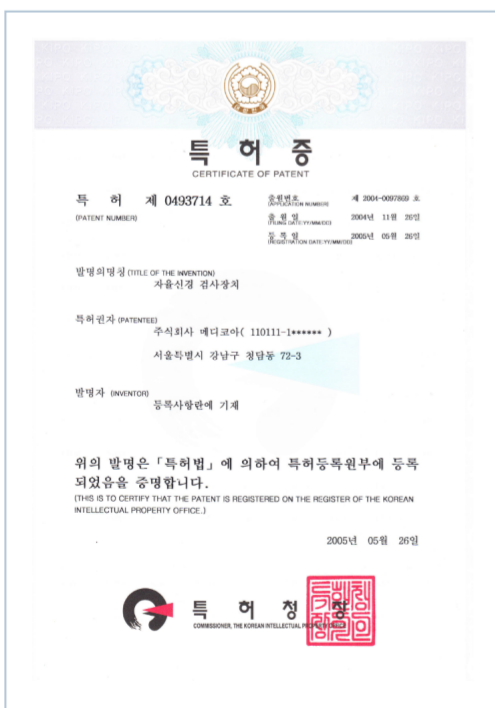 특 허 증
CERTIFICATE OF PATENT
특 허 제 0493714 호
(PATENT NUMBER)
출원번호 제 2004-0097869 호
(APPLICATION NUMBER)
출 원 일 2004년 11월 26일
(FILING DATE:YY/MM/DD)
등 록 일 2005년 05월 26일
(REGISTRATION DATE:YY/MM/DD)
발명의명칭 (TITLE OF THE INVENTION)
자율신경 검사장치
특허권자 (PATENTEE)
주식회사 메디코아( 110111-1****** )
서울특별시 강남구 청담동 72-3
발명자 (INVENTOR)
등록사항란에 기재
위의 발명은「특허법」에 의하여 특허등록원부에 등록
되었음을 증명합니다.
(THIS IS TO CERTIFY THAT THE PATENT IS REGISTERED ON THE REGISTER OF THE KOREAN
INTELLECTUAL PROPERTY OFFICE.)
2005년 05월 26일
특 허 청 장
COMMISSIONER, THE KOREAN INTELLECTUAL PROPERTY OFFICE